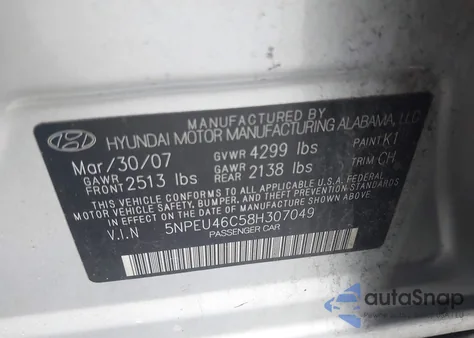 MANUFACTURED BY
HYUNDAI MOTOR MANUFACTURING ALABAMA, LLC
Mar/30/07 GVWR 4299 lbs PAINT K1
GAWR FRONT 2513 lbs GAWR REAR 2138 lbs TRIM CH
THIS VEHICLE CONFORMS TO ALL APPLICABLE U.S. FEDERAL
MOTOR VEHICLE SAFETY, BUMPER, AND THEFT PREVENTION STANDARDS
IN EFFECT ON THE DATE OF MANUFACTURE SHOWN ABOVE.
V.I.N 5NPEU46C58H307049
PASSENGER CAR
autoSnap